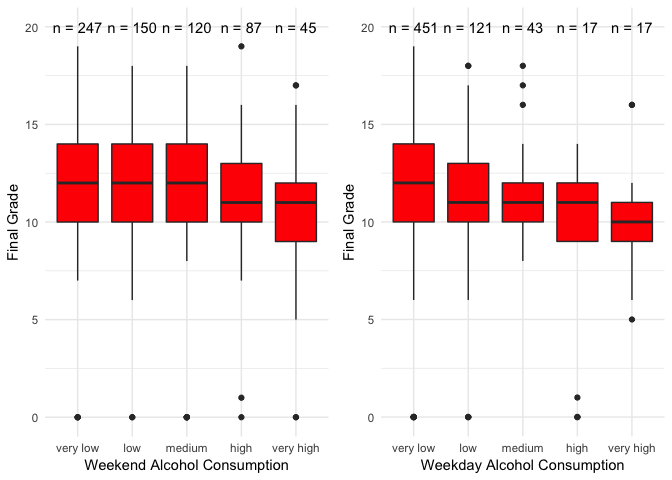 n = 247 n = 150 n = 120 n = 87 n = 45
20
15
10
5
0
Final Grade
very low low medium high very high
Weekend Alcohol Consumption
n = 451 n = 121 n = 43 n = 17 n = 17
20
15
10
5
0
Final Grade
very low low medium high very high
Weekday Alcohol Consumption